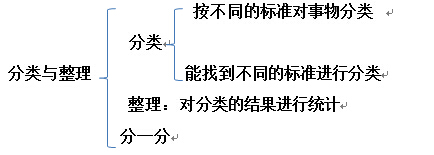 按不同的标准对事物分类
分类
能找到不同的标准进行分类
分类与整理
整理：对分类的结果进行统计
分一分